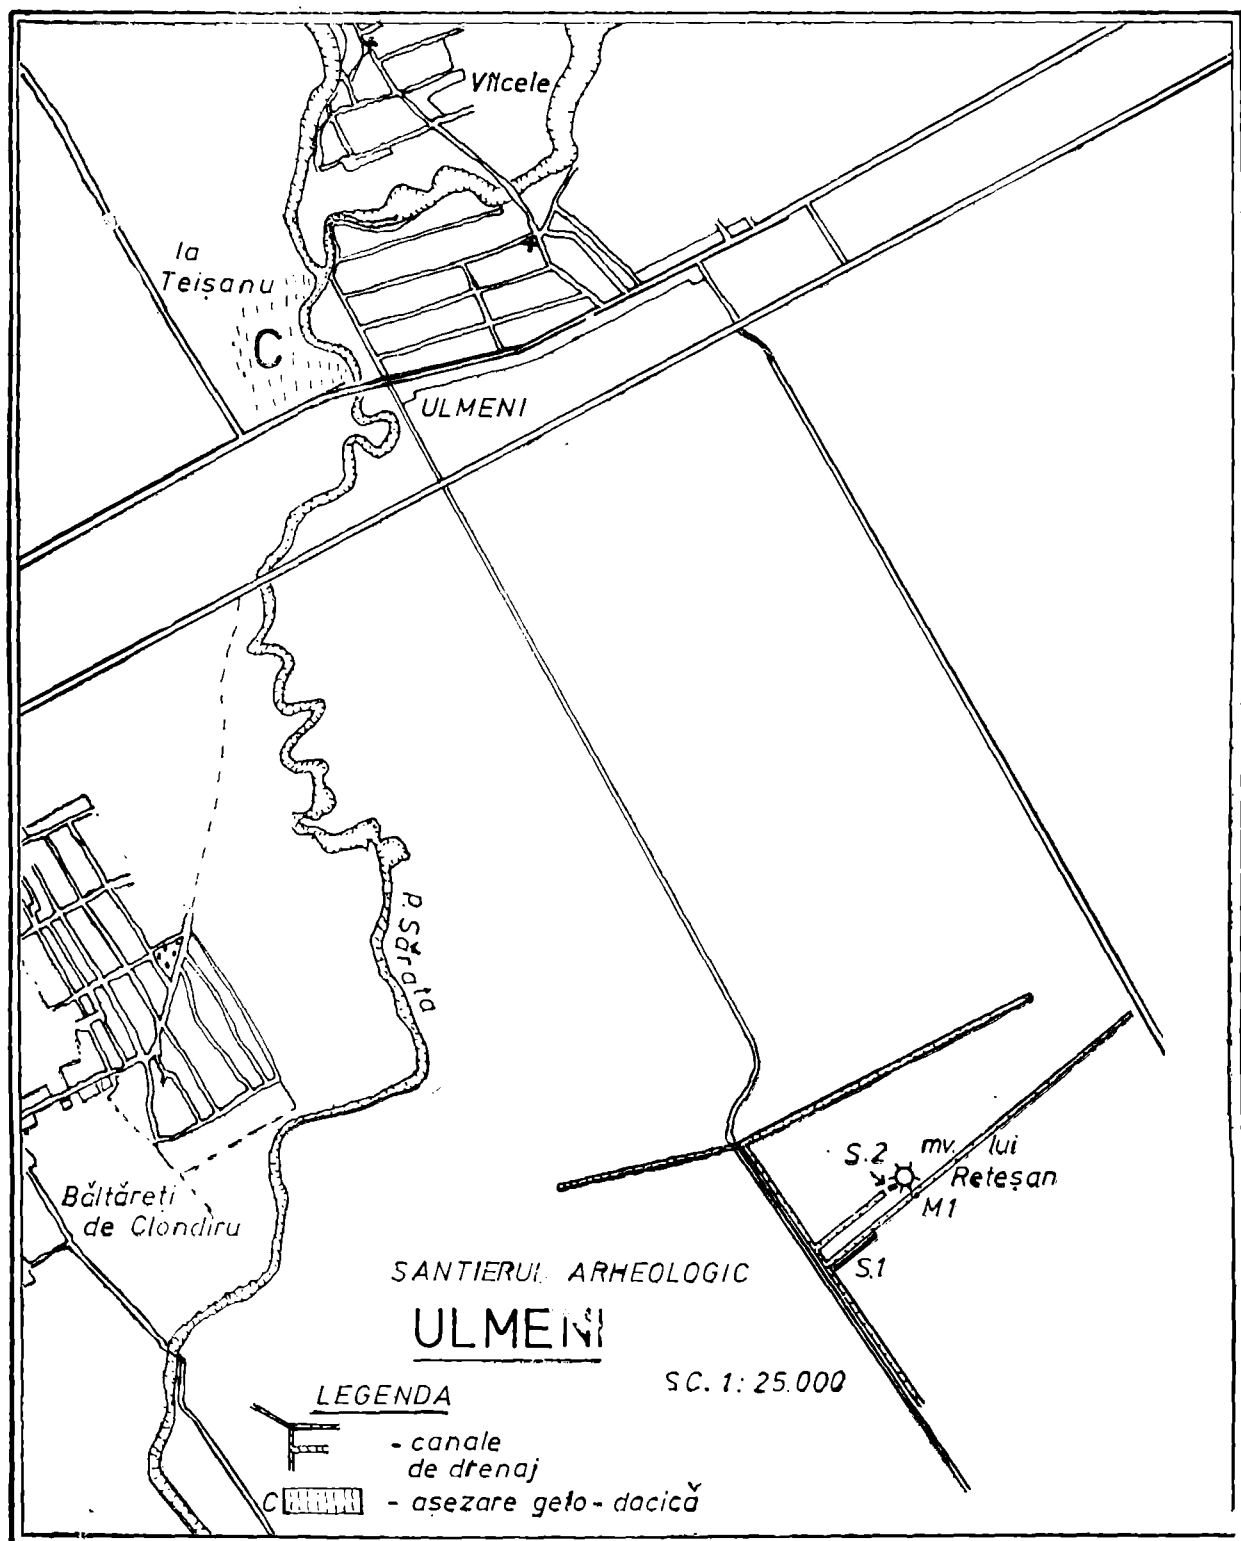 Vîlcele
la
Teișanu
C
ULMENI
P. Sărata
S.2
mv. lui
Reteșan
M1
S.1
Băltăreți
de Clondiru
SANTIERUL ARHEOLOGIC
ULMENI
SC. 1:25.000
LEGENDA
- canale
de drenaj
C - așezare geto-dacică